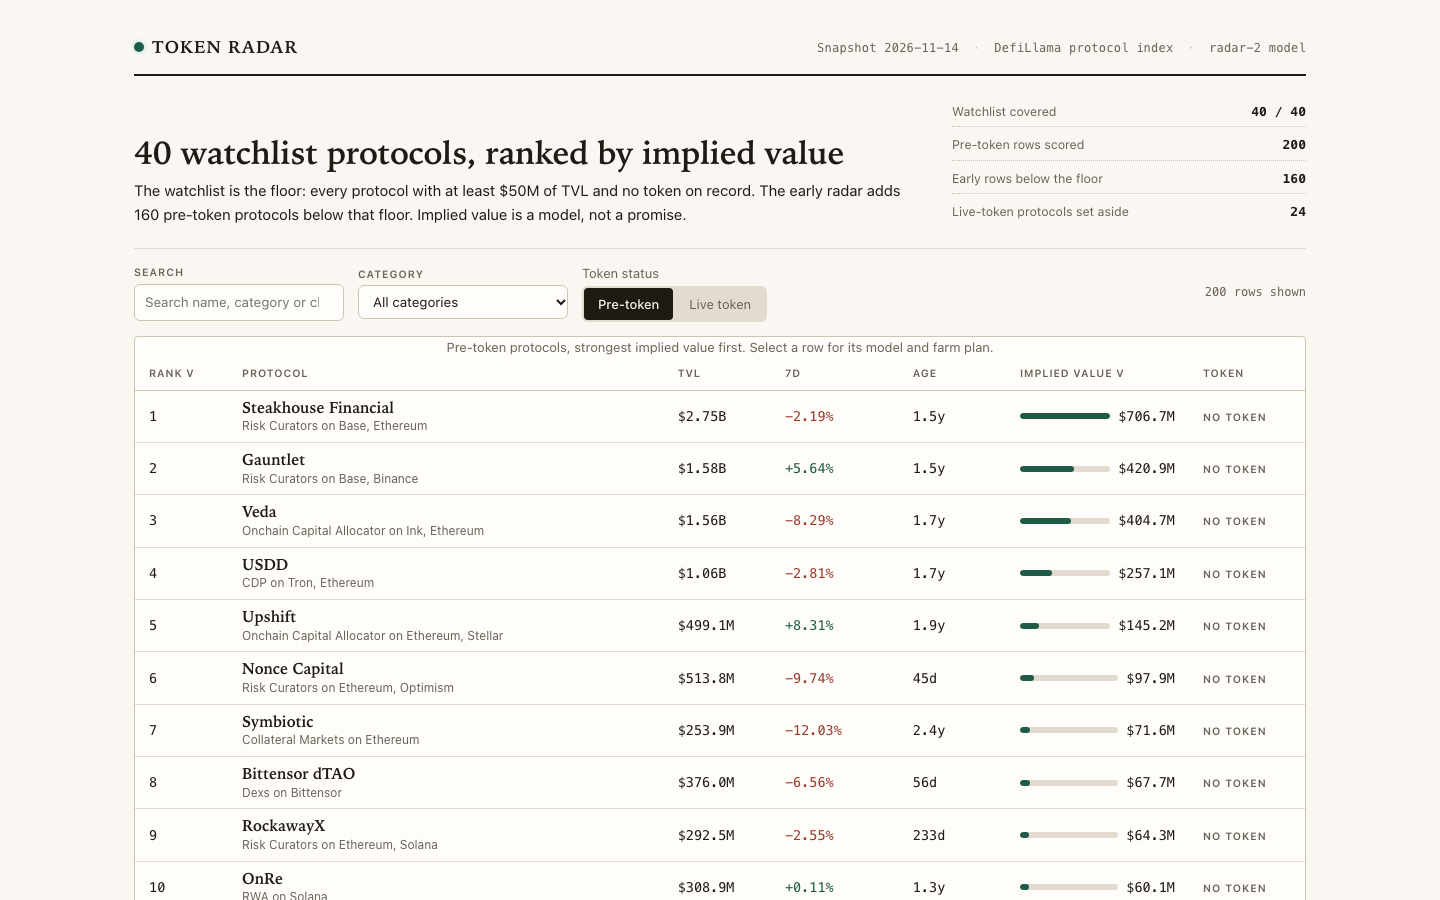 TOKEN RADAR
Snapshot 2026-11-14 · DefiLlama protocol index · radar-2 model
40 watchlist protocols, ranked by implied value
The watchlist is the floor: every protocol with at least $50M of TVL and no token on record. The early radar adds
160 pre-token protocols below that floor. Implied value is a model, not a promise.
Watchlist covered 40 / 40
Pre-token rows scored 200
Early rows below the floor 160
Live-token protocols set aside 24
SEARCH
Search name, category or cl
CATEGORY
All categories
Token status
Pre-token Live token
200 rows shown
Pre-token protocols, strongest implied value first. Select a row for its model and farm plan.
RANK V PROTOCOL TVL 7D AGE IMPLIED VALUE V TOKEN
1 Steakhouse Financial $2.75B −2.19% 1.5y $706.7M NO TOKEN
Risk Curators on Base, Ethereum
2 Gauntlet $1.58B +5.64% 1.5y $420.9M NO TOKEN
Risk Curators on Base, Binance
3 Veda $1.56B −8.29% 1.7y $404.7M NO TOKEN
Onchain Capital Allocator on Ink, Ethereum
4 USDD $1.06B −2.81% 1.7y $257.1M NO TOKEN
CDP on Tron, Ethereum
5 Upshift $499.1M +8.31% 1.9y $145.2M NO TOKEN
Onchain Capital Allocator on Ethereum, Stellar
6 Nonce Capital $513.8M −9.74% 45d $97.9M NO TOKEN
Risk Curators on Ethereum, Optimism
7 Symbiotic $253.9M −12.03% 2.4y $71.6M NO TOKEN
Collateral Markets on Ethereum
8 Bittensor dTAO $376.0M −6.56% 56d $67.7M NO TOKEN
Dexs on Bittensor
9 RockawayX $292.5M −2.55% 233d $64.3M NO TOKEN
Risk Curators on Ethereum, Solana
10 OnRe $308.9M +0.11% 1.3y $60.1M NO TOKEN
RWA on Solana